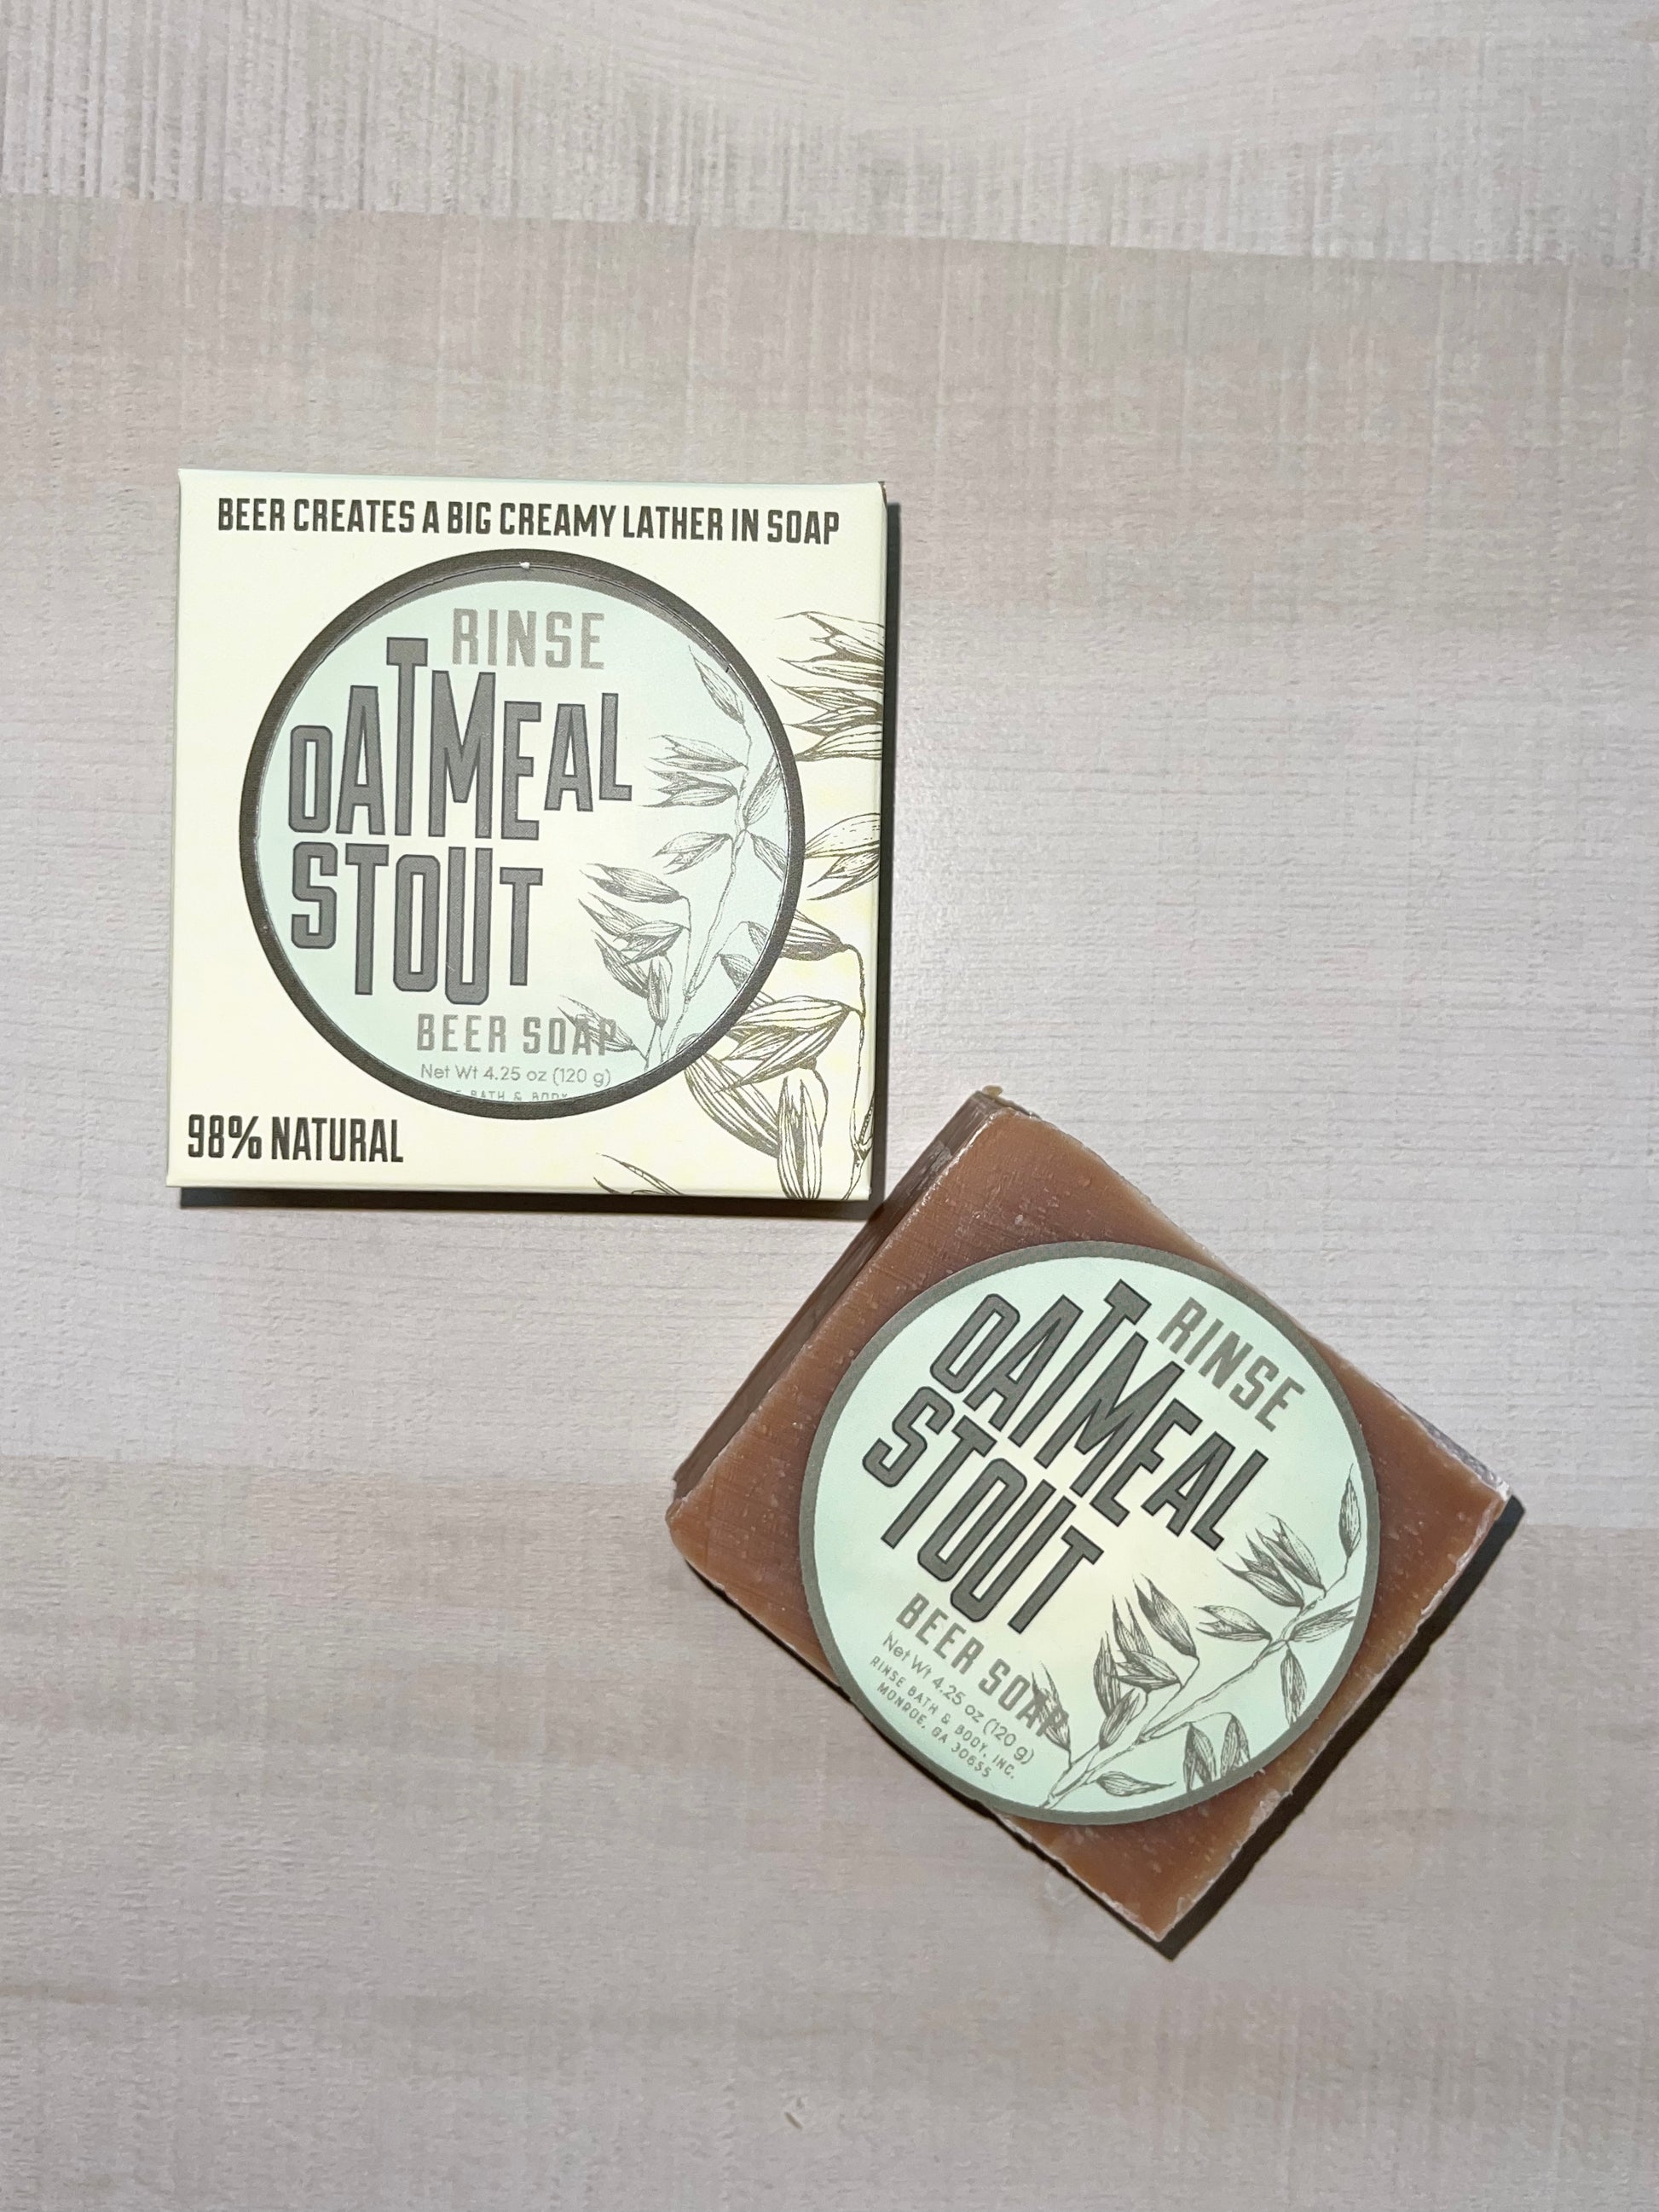 BEER CREATES A BIG CREAMY LATHER IN SOAP
RINSE
OATMEAL
STOUT
BEER SOAP
Net Wt 4.25 oz (120 g)
BATH & BODY
98% NATURAL
RINSE
OATMEAL
STOUT
BEER SOAP
Net Wt 4.25 oz (120 g)
RINSE BATH & BODY, INC.
MONROE, GA 30655